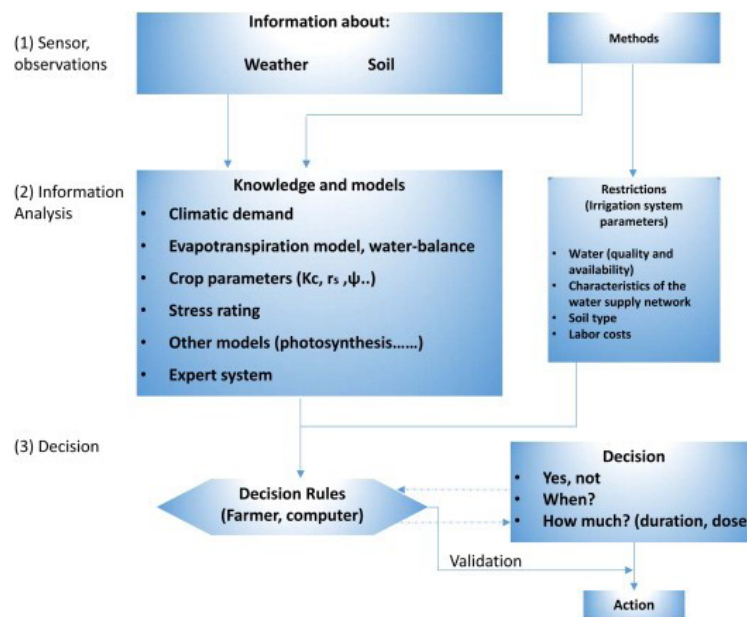 (1) Sensor,
observations
Information about:
Weather Soil
Methods
(2) Information
Analysis
Knowledge and models
• Climatic demand
• Evapotranspiration model, water-balance
• Crop parameters (Kc, rs ,ψ..)
• Stress rating
• Other models (photosynthesis......)
• Expert system
Restrictions
(Irrigation system
parameters)
• Water (quality and
availability)
• Characteristics of the
water supply network
• Soil type
• Labor costs
(3) Decision
Decision Rules
(Farmer, computer)
Decision
• Yes, not
• When?
• How much? (duration, dose
Validation
Action